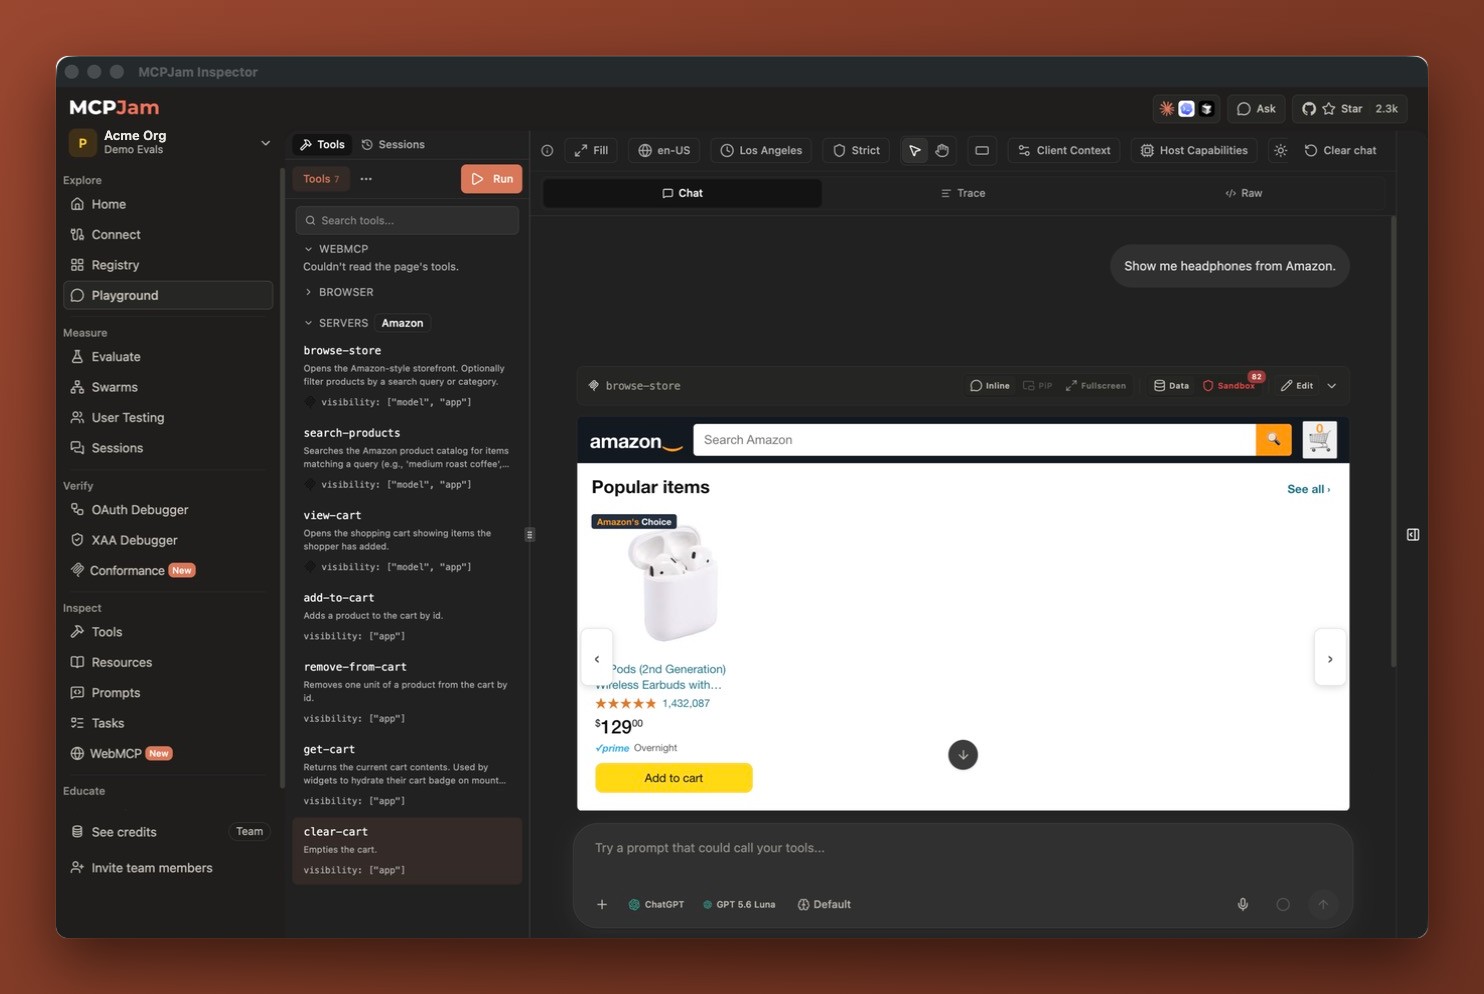 MCPJam Inspector
MCPJam
Ask
Star 2.3k
P
Acme Org
Demo Evals
Explore
Home
Connect
Registry
Playground
Measure
Evaluate
Swarms
User Testing
Sessions
Verify
OAuth Debugger
XAA Debugger
Conformance New
Inspect
Tools
Resources
Prompts
Tasks
WebMCP New
Educate
See credits Team
Invite team members
Tools Sessions
Tools 7 ••• Run
Search tools...
WEBMCP
Couldn't read the page's tools.
BROWSER
SERVERS Amazon
browse-store
Opens the Amazon-style storefront. Optionally
filter products by a search query or category.
visibility: ["model", "app"]
search-products
Searches the Amazon product catalog for items
matching a query (e.g., 'medium roast coffee',...
visibility: ["model", "app"]
view-cart
Opens the shopping cart showing items the
shopper has added.
visibility: ["model", "app"]
add-to-cart
Adds a product to the cart by id.
visibility: ["app"]
remove-from-cart
Removes one unit of a product from the cart by
id.
visibility: ["app"]
get-cart
Returns the current cart contents. Used by
widgets to hydrate their cart badge on mount...
visibility: ["app"]
clear-cart
Empties the cart.
visibility: ["app"]
Fill en-US Los Angeles Strict Client Context Host Capabilities Clear chat
Chat Trace Raw
Show me headphones from Amazon.
browse-store Inline PiP Fullscreen Data Sandbox 82 Edit
amazon Search Amazon 0
Popular items See all ›
Amazon's Choice
Pods (2nd Generation)
Wireless Earbuds with...
★★★★★ 1,432,087
$12900
✓prime Overnight
Add to cart
Try a prompt that could call your tools...
ChatGPT GPT 5.6 Luna Default